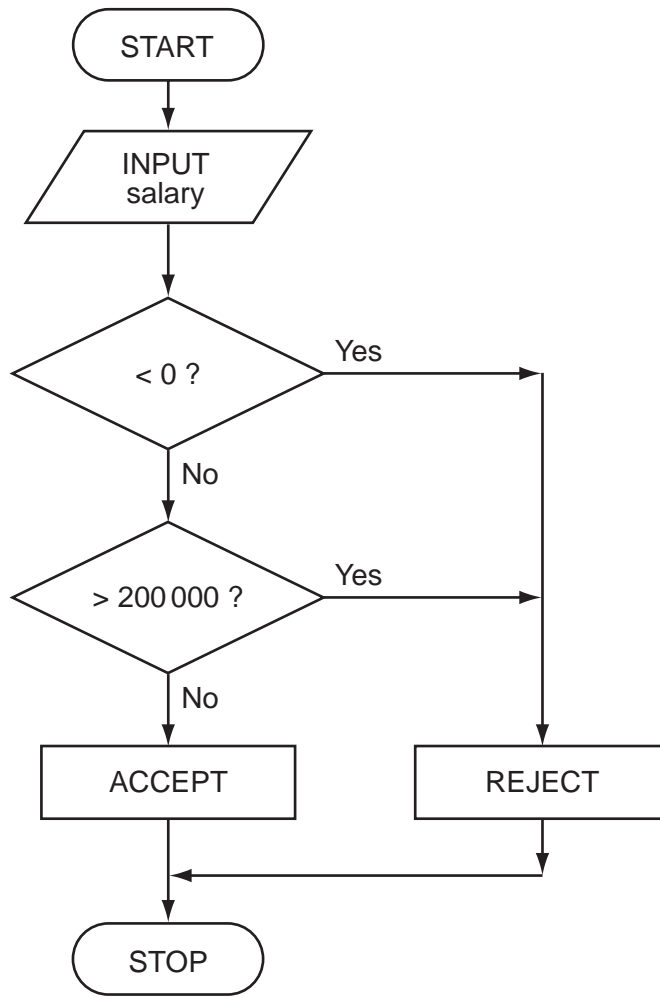 START
INPUT
salary
< 0 ?
Yes
No
> 200 000 ?
Yes
No
ACCEPT
REJECT
STOP